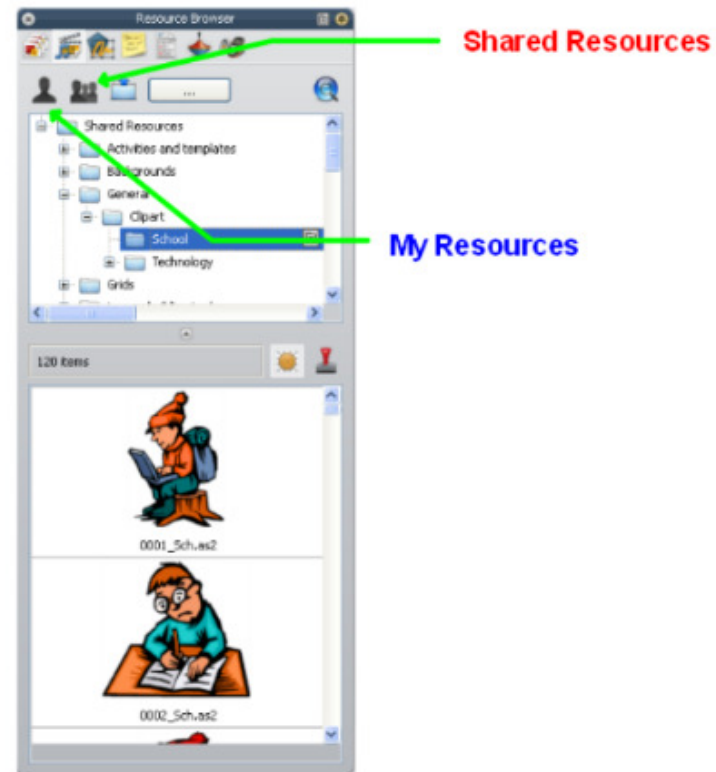 Resource Browser
Shared Resources
...
Shared Resources
Activities and templates
Backgrounds
General
Clipart
School
My Resources
Technology
Grids
120 items
0001_Sch.as2
0002_Sch.as2